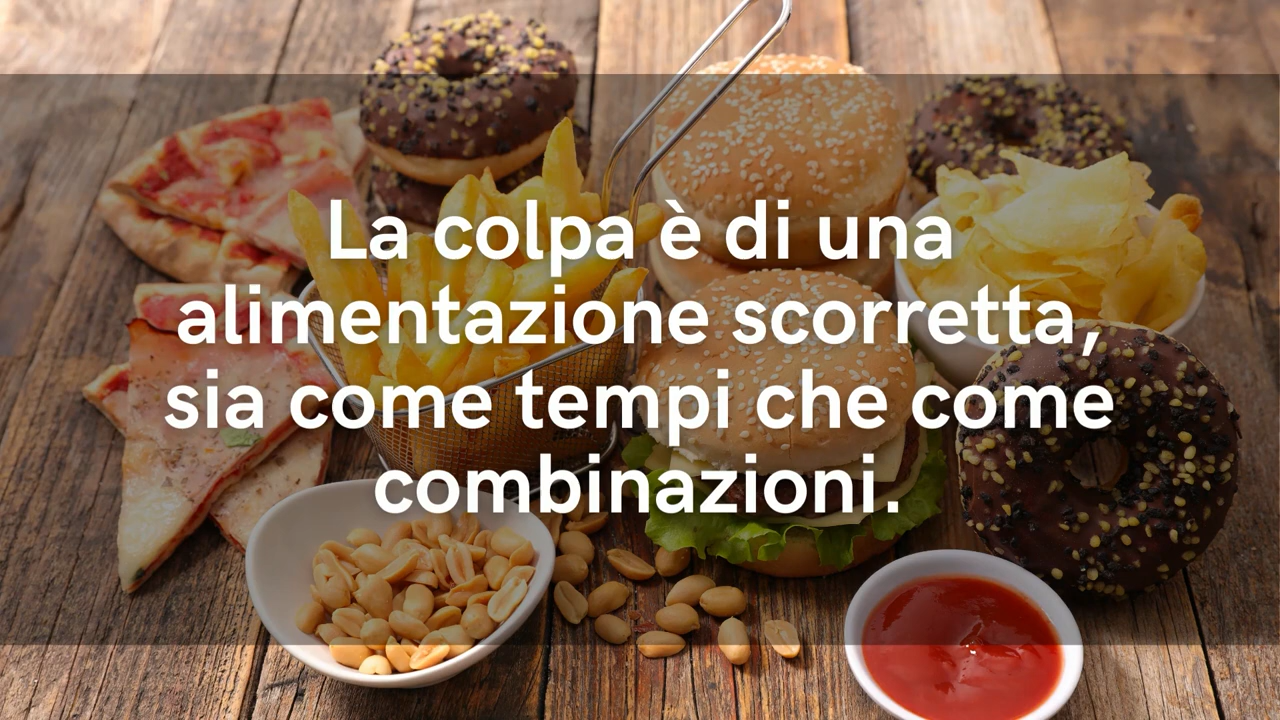 La colpa è di una
alimentazione scorretta,
sia come tempi che come
combinazioni.